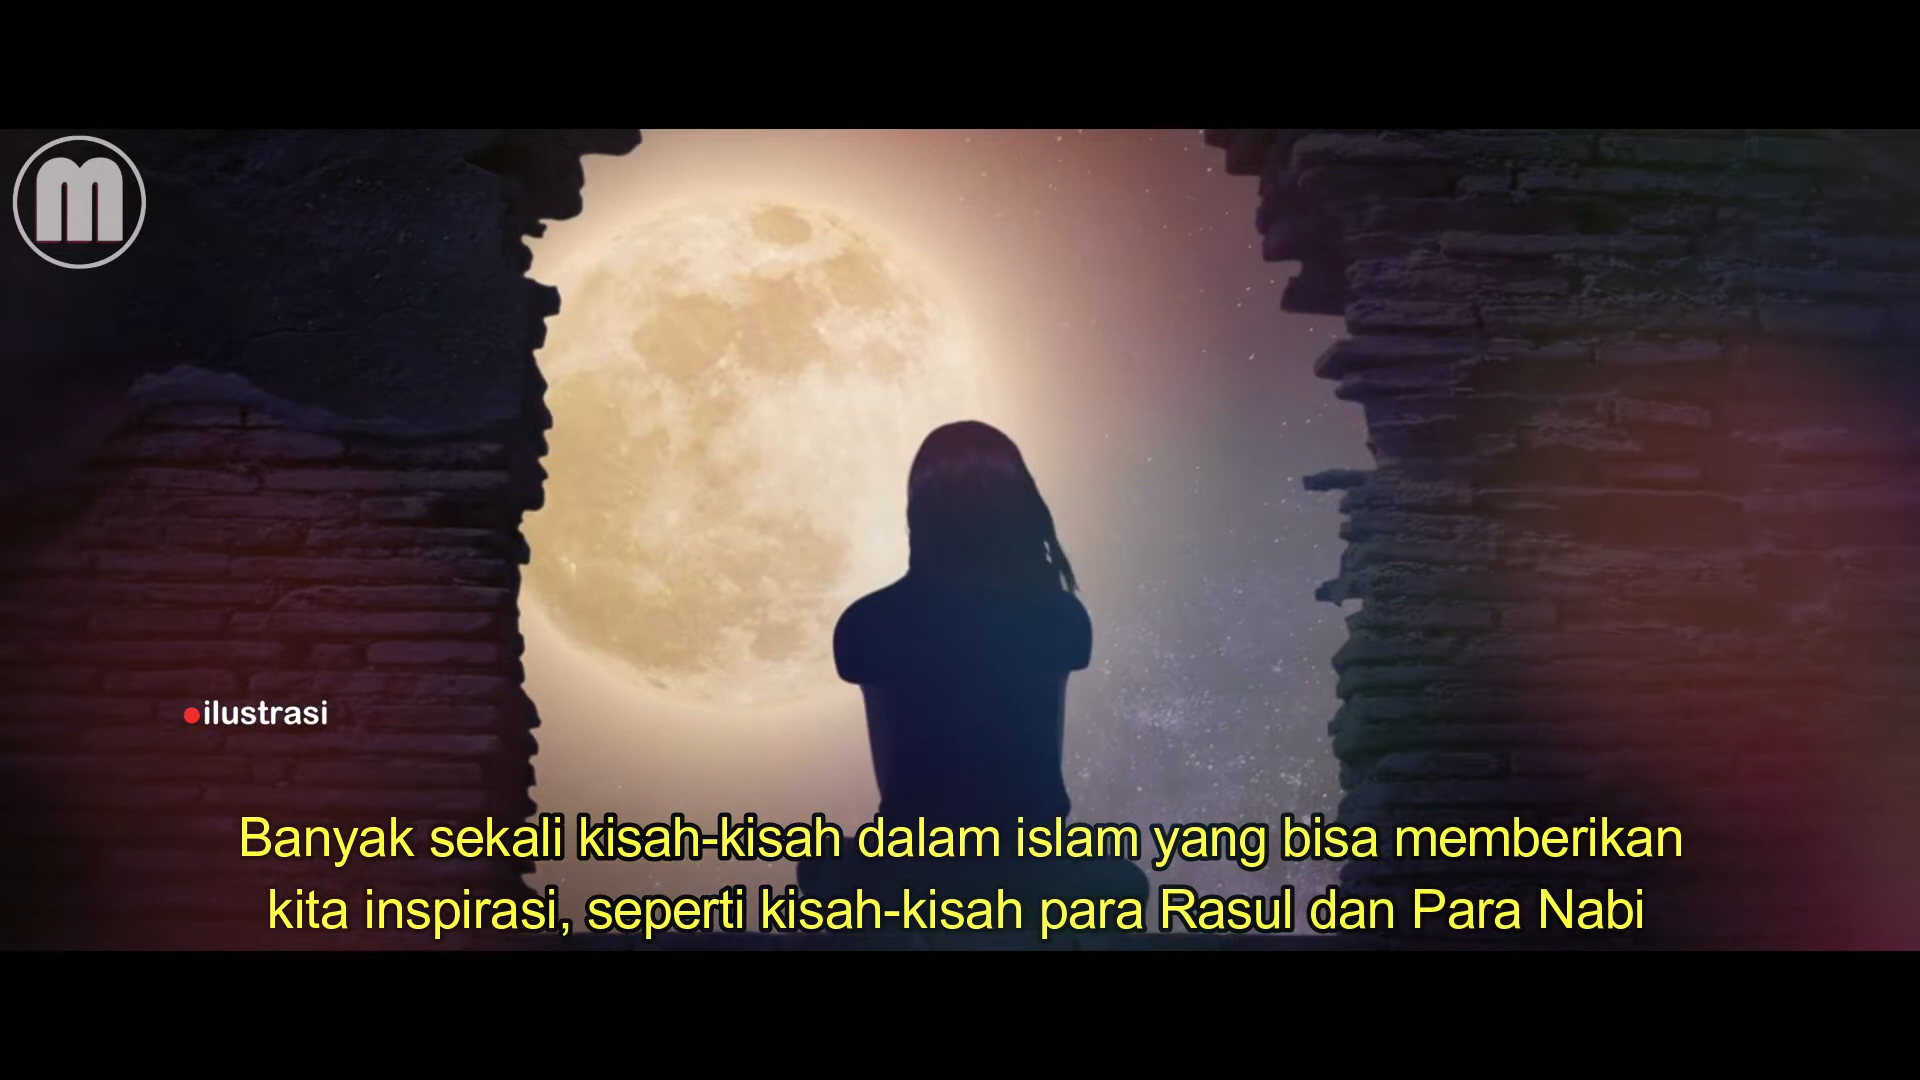 m
ilustrasi
Banyak sekali kisah-kisah dalam islam yang bisa memberikan
kita inspirasi, seperti kisah-kisah para Rasul dan Para Nabi